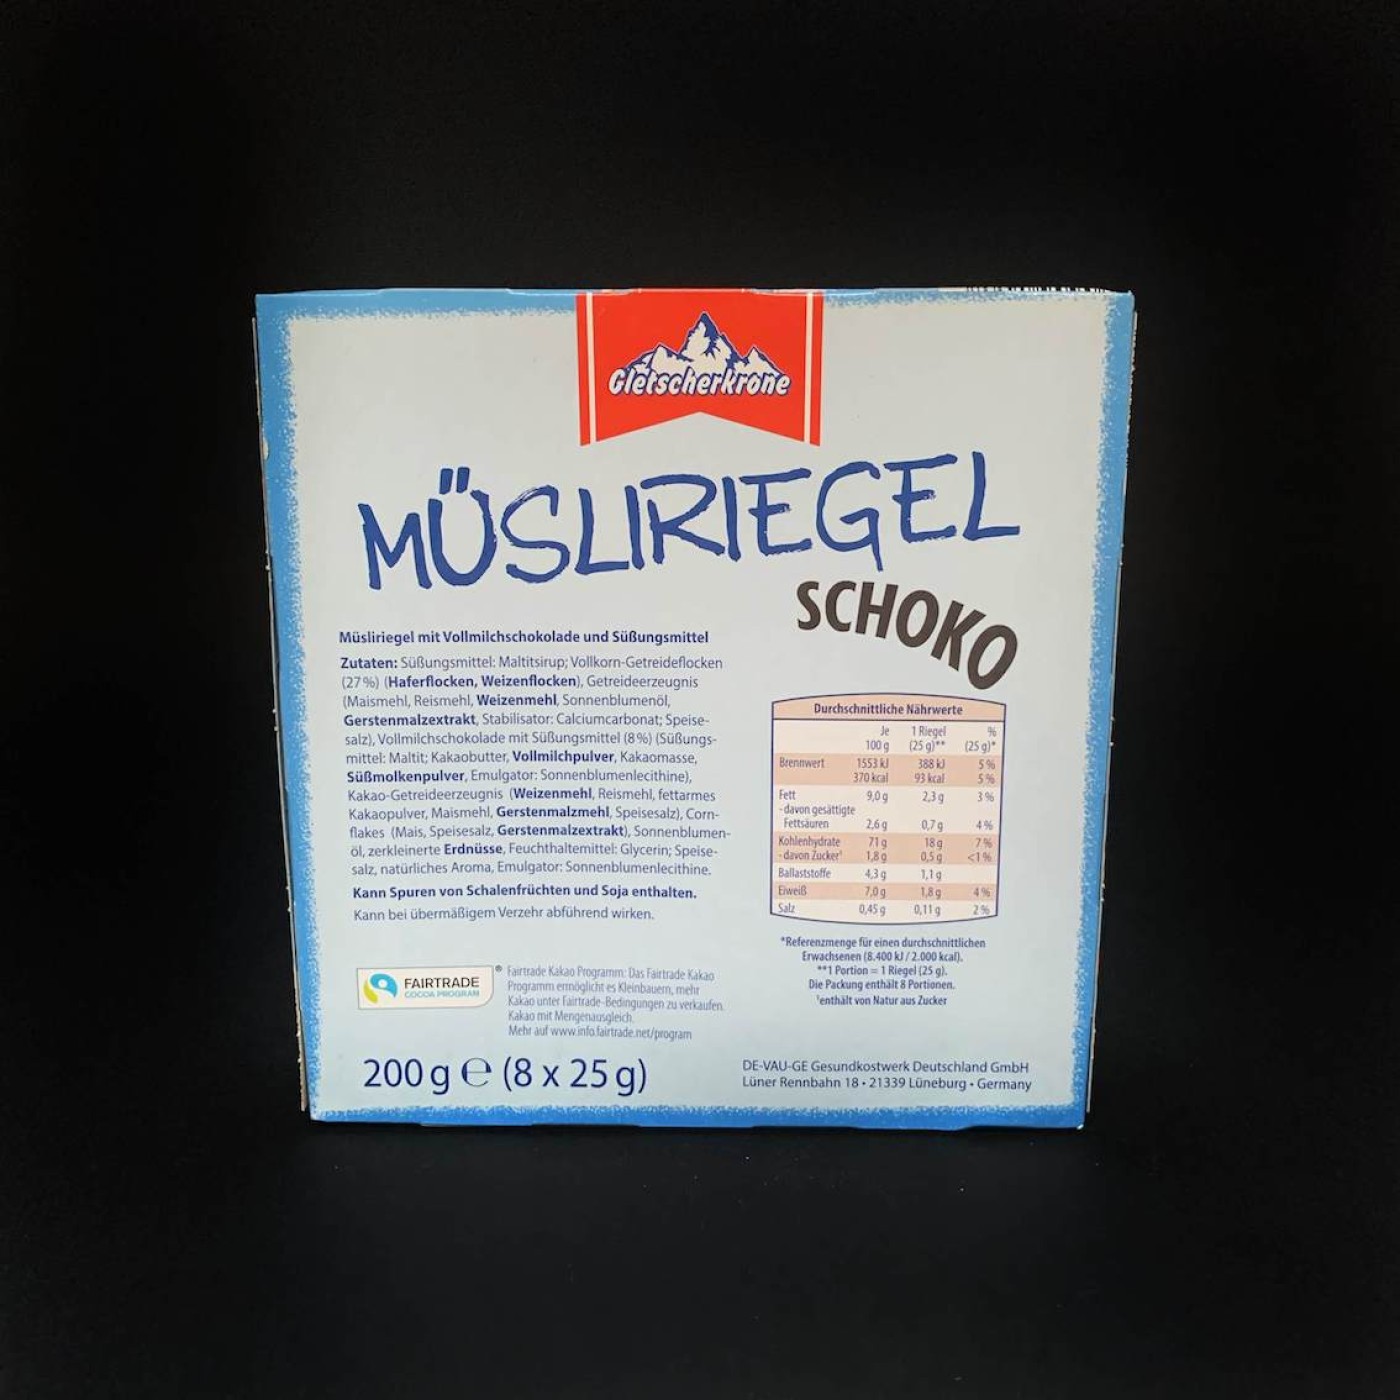 Gletscherkrone
MÜSLIRIEGEL
SCHOKO
Müsliriegel mit Vollmilchschokolade und Süßungsmittel
Zutaten: Süßungsmittel: Maltitsirup; Vollkorn-Getreideflocken
(27%) (Haferflocken, Weizenflocken), Getreideerzeugnis
(Maismehl, Reismehl, Weizenmehl, Sonnenblumenöl,
Gerstenmalzextrakt, Stabilisator: Calciumcarbonat; Speise-
salz), Vollmilchschokolade mit Süßungsmittel (8%) (Süßungs-
mittel: Maltit; Kakaobutter, Vollmilchpulver, Kakaomasse,
Süßmolkenpulver, Emulgator: Sonnenblumenlecithine),
Kakao-Getreideerzeugnis (Weizenmehl, Reismehl, fettarmes
Kakaopulver, Maismehl, Gerstenmalzmehl, Speisesalz), Corn-
flakes (Mais, Speisesalz, Gerstenmalzextrakt), Sonnenblumen-
öl, zerkleinerte Erdnüsse, Feuchthaltemittel: Glycerin; Speise-
salz, natürliches Aroma, Emulgator: Sonnenblumenlecithine.
Kann Spuren von Schalenfrüchten und Soja enthalten.
Kann bei übermäßigem Verzehr abführend wirken.
FAIRTRADE ®
COCOA PROGRAM
Fairtrade Kakao Programm: Das Fairtrade Kakao
Programm ermöglicht es Kleinbauern, mehr
Kakao unter Fairtrade-Bedingungen zu verkaufen.
Kakao mit Mengenausgleich.
Mehr auf www.info.fairtrade.net/program
200 g ℮ (8 x 25 g)
Durchschnittliche Nährwerte
Je 1 Riegel %
100 g (25 g)** (25 g)*
Brennwert 1553 kJ 388 kJ 5%
370 kcal 93 kcal 5%
Fett 9,0 g 2,3 g 3%
- davon gesättigte
Fettsäuren 2,6 g 0,7 g 4%
Kohlenhydrate 71 g 18 g 7%
- davon Zucker¹ 1,8 g 0,5 g <1%
Ballaststoffe 4,3 g 1,1 g
Eiweiß 7,0 g 1,8 g 4%
Salz 0,45 g 0,11 g 2%
*Referenzmenge für einen durchschnittlichen
Erwachsenen (8.400 kJ / 2.000 kcal).
**1 Portion = 1 Riegel (25 g).
Die Packung enthält 8 Portionen.
¹enthält von Natur aus Zucker
DE-VAU-GE Gesundkostwerk Deutschland GmbH
Lüner Rennbahn 18 • 21339 Lüneburg • Germany